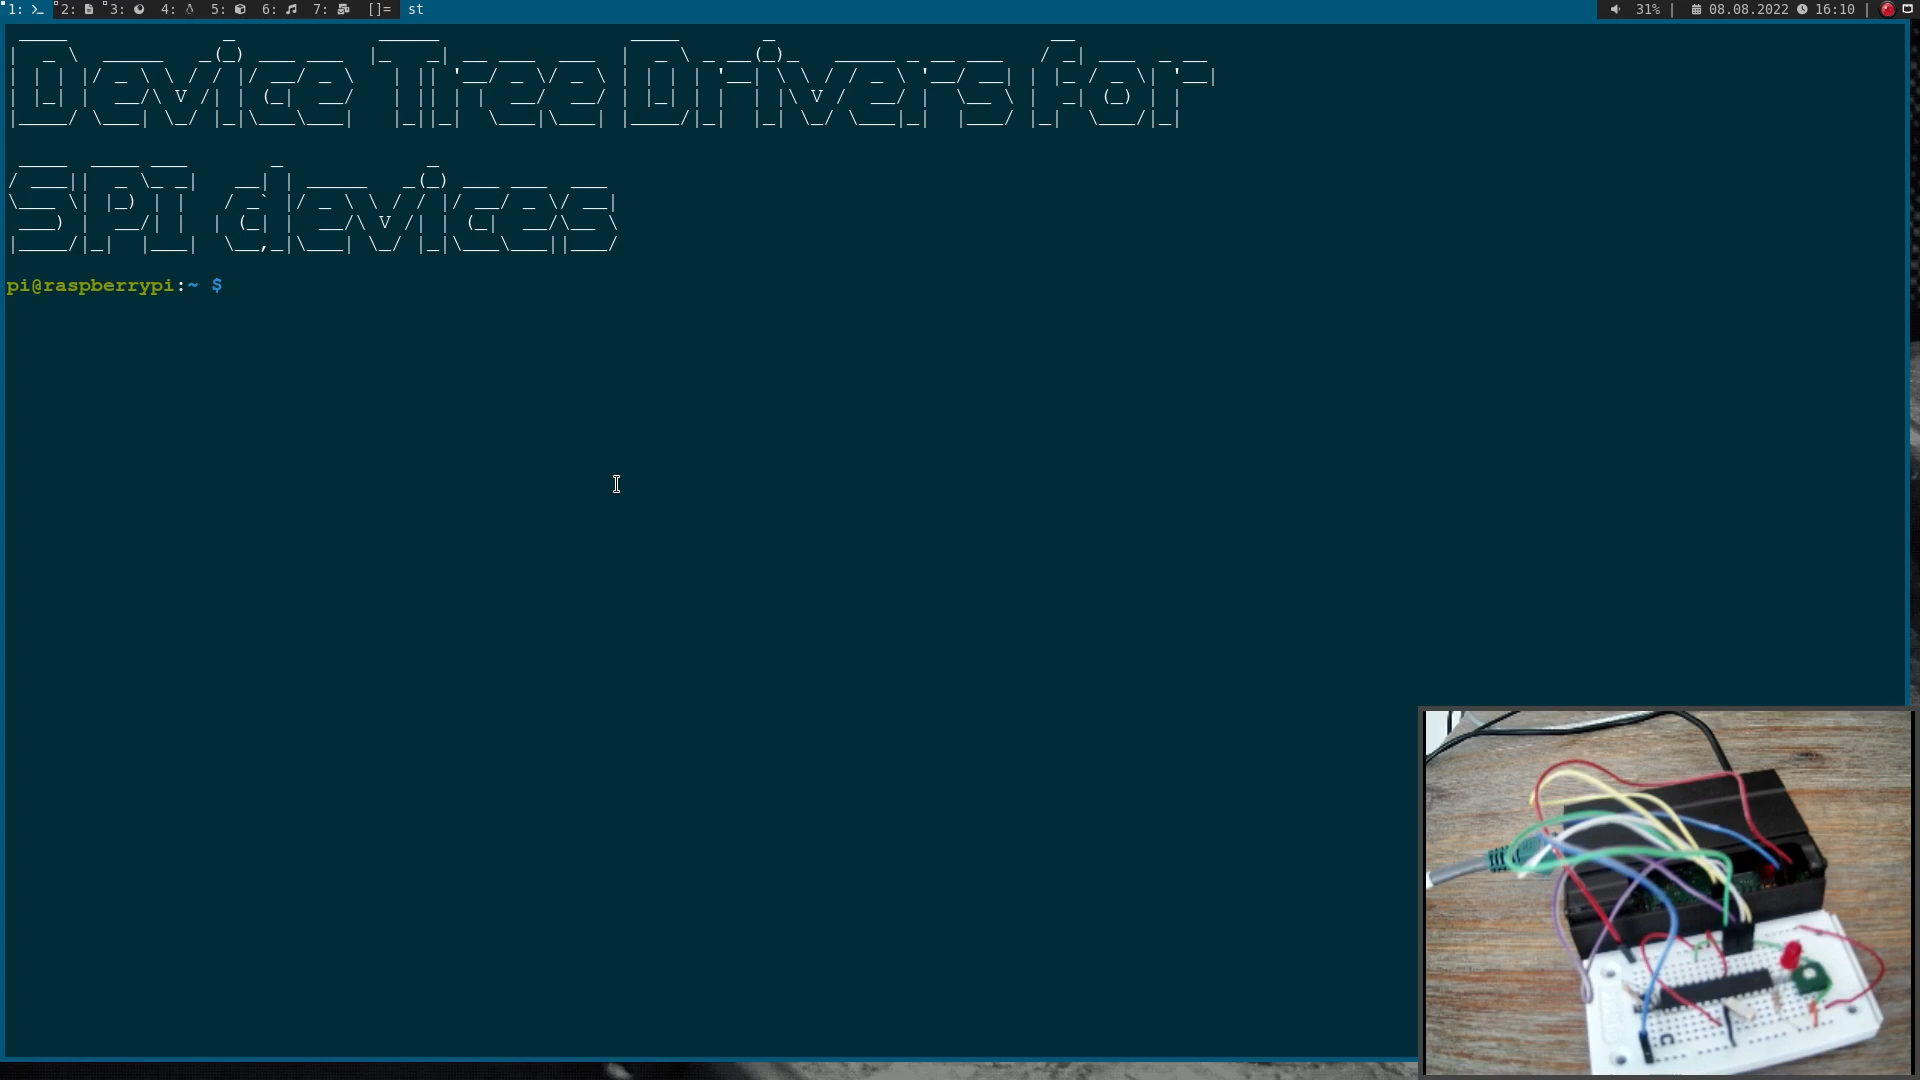 1: 2: 3: 4: 5: 6: 7: []= st
31% | 08.08.2022 16:10 |
Device Tree Drivers for
SPI devices
pi@raspberrypi:~ $
C